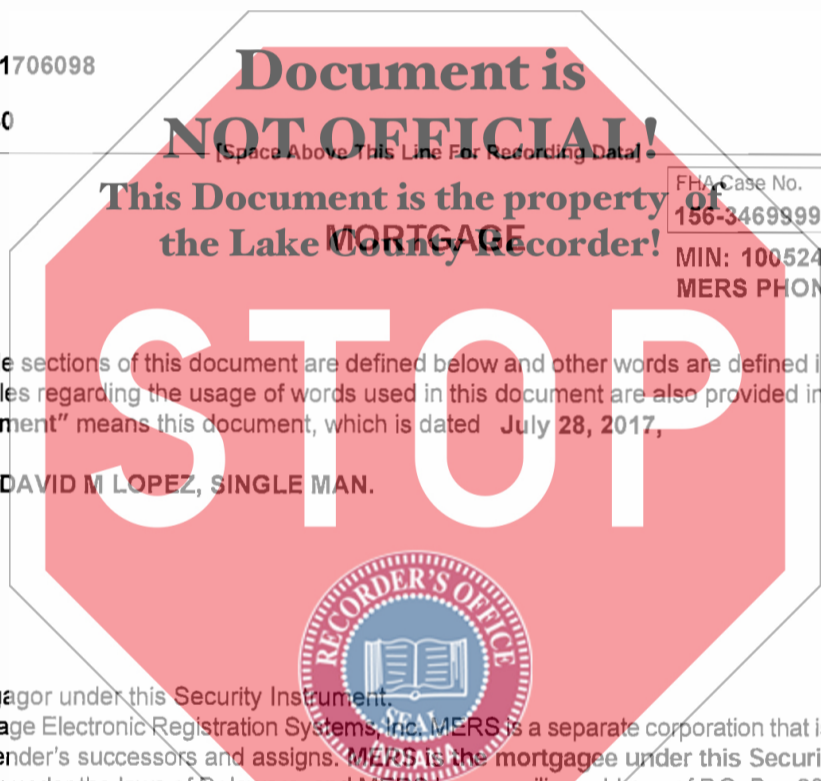 1706098
Document is
0
NOT OFFICIAL!
[Space Above This Line For Recording Data]
This Document is the property of
the Lake County Recorder!
FHA Case No.
156-3469999
MORTGAGE
MIN: 100524
MERS PHON
STOP
e sections of this document are defined below and other words are defined i
les regarding the usage of words used in this document are also provided in
ment” means this document, which is dated July 28, 2017,
DAVID M LOPEZ, SINGLE MAN.
RECORDER'S OFFICE
SEAL
agor under this Security Instrument.
age Electronic Registration Systems, Inc. MERS is a separate corporation that i
ender's successors and assigns. MERS is the mortgagee under this Securi